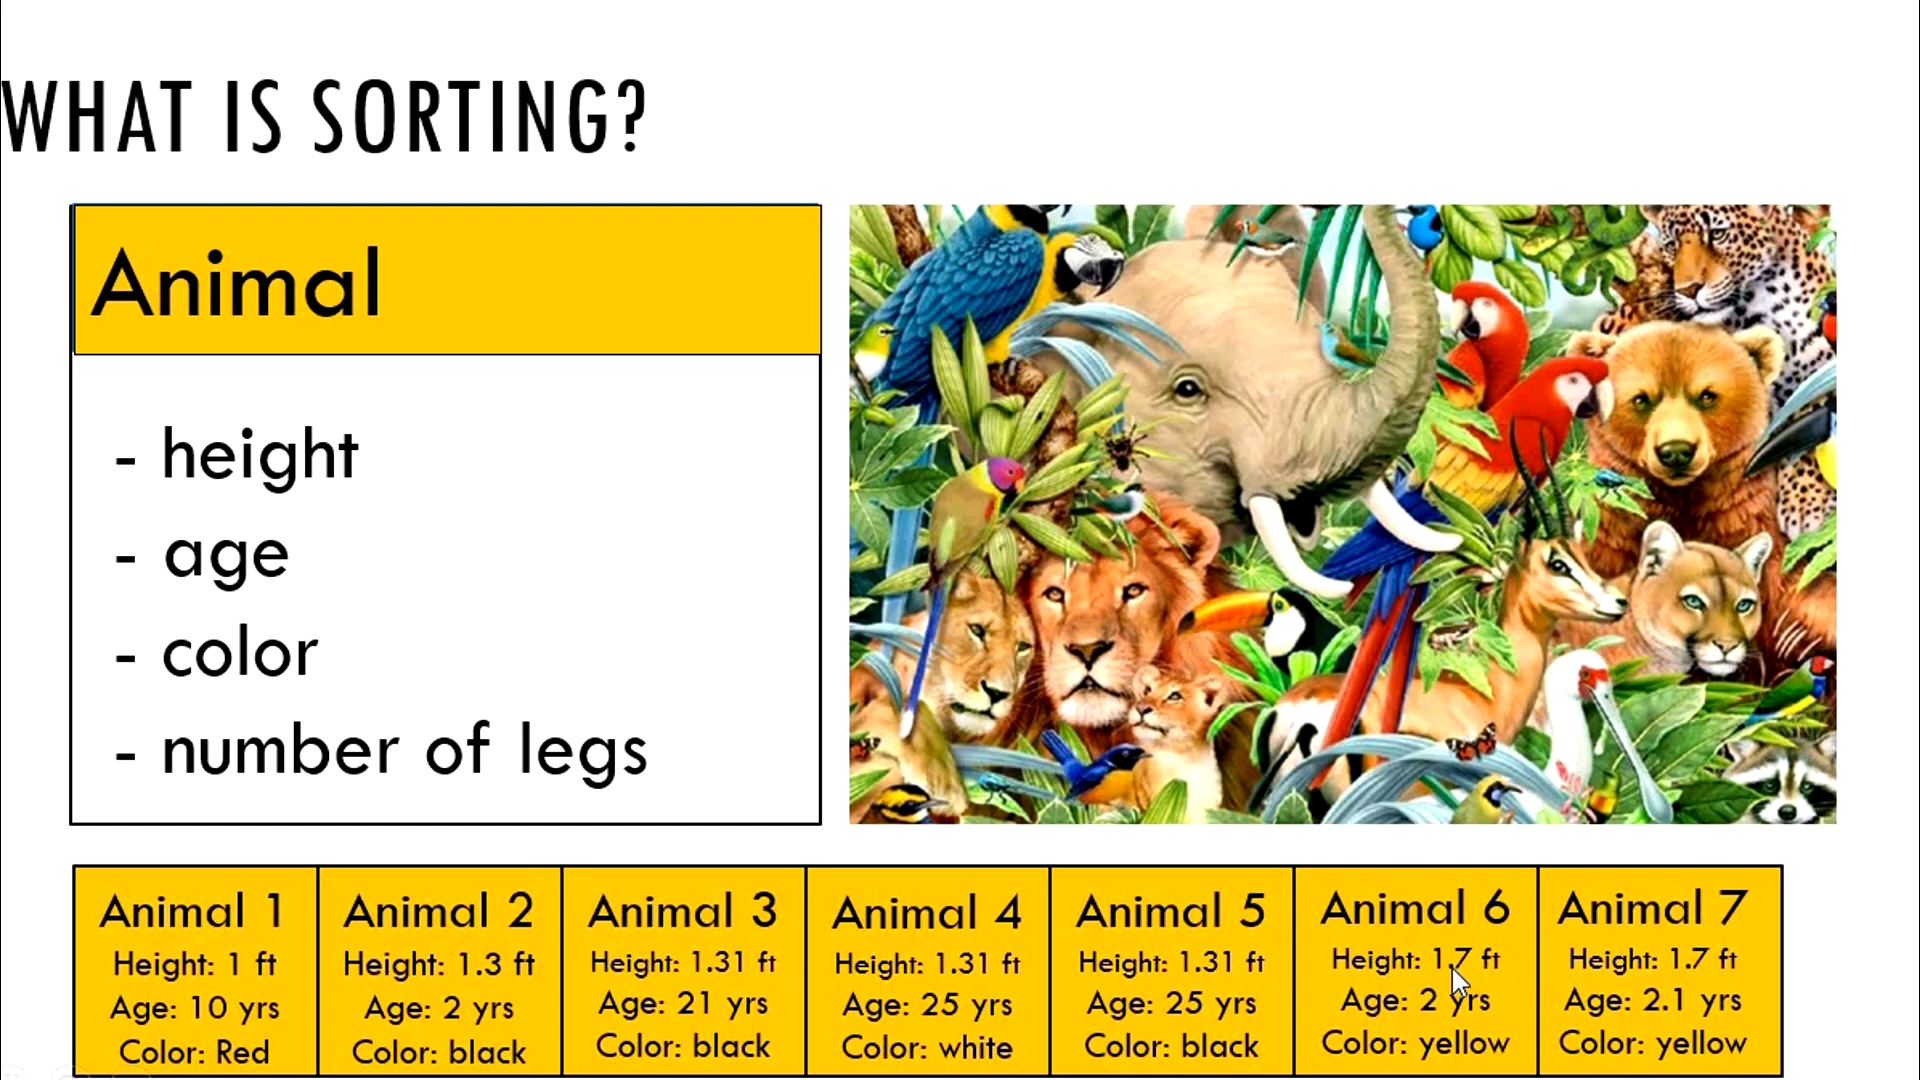 WHAT IS SORTING?
Animal
- height
- age
- color
- number of legs
Animal 1
Height: 1 ft
Age: 10 yrs
Color: Red
Animal 2
Height: 1.3 ft
Age: 2 yrs
Color: black
Animal 3
Height: 1.31 ft
Age: 21 yrs
Color: black
Animal 4
Height: 1.31 ft
Age: 25 yrs
Color: white
Animal 5
Height: 1.31 ft
Age: 25 yrs
Color: black
Animal 6
Height: 1.7 ft
Age: 2 yrs
Color: yellow
Animal 7
Height: 1.7 ft
Age: 2.1 yrs
Color: yellow